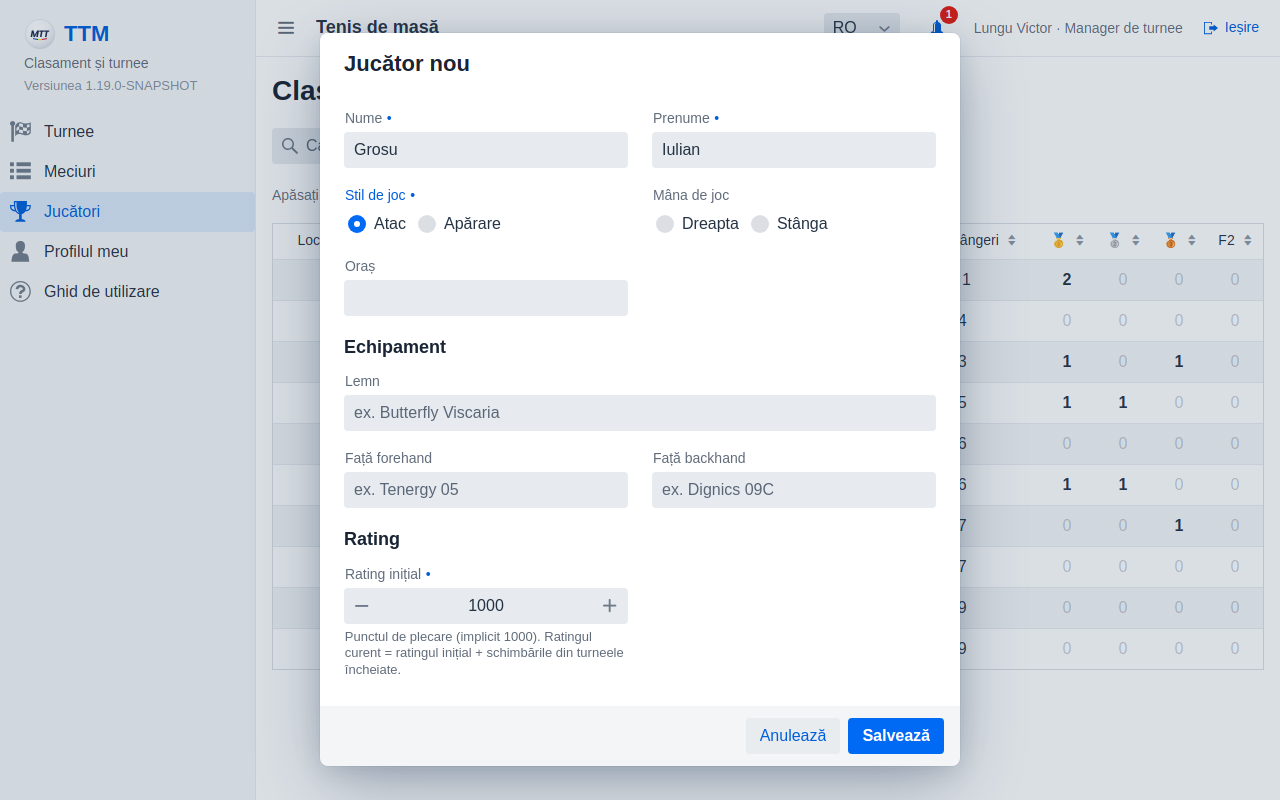 MTT
TTM
Clasament și turnee
Versiunea 1.19.0-SNAPSHOT
Turnee
Meciuri
Jucători
Profilul meu
Ghid de utilizare
Tenis de masă
RO
1
Lungu Victor · Manager de turnee
Ieșire
Apăsați
Loc
F2
1 2 0 0 0
4 0 0 0 0
3 1 0 1 0
5 1 1 0 0
6 0 0 0 0
6 1 1 0 0
7 0 0 1 0
7 0 0 0 0
9 0 0 0 0
9 0 0 0 0
Jucător nou
Nume •
Prenume •
Grosu
Iulian
Stil de joc •
Mâna de joc
Atac
Apărare
Dreapta
Stânga
Oraș
Echipament
Lemn
ex. Butterfly Viscaria
Față forehand
Față backhand
ex. Tenergy 05
ex. Dignics 09C
Rating
Rating inițial •
1000
Punctul de plecare (implicit 1000). Ratingul
curent = ratingul inițial + schimbările din turneele
încheiate.
Anulează
Salvează